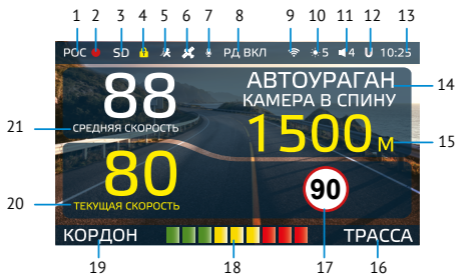 1 2 3 4 5 6 7 8 9 10 11 12 13
РОС SD РД ВКЛ 5 4 U 10:25
88
СРЕДНЯЯ СКОРОСТЬ
АВТОУРАГАН
КАМЕРА В СПИНУ
14
1500 м
15
21
80
ТЕКУЩАЯ СКОРОСТЬ
20
90
КОРДОН
ТРАССА
19 18 17 16